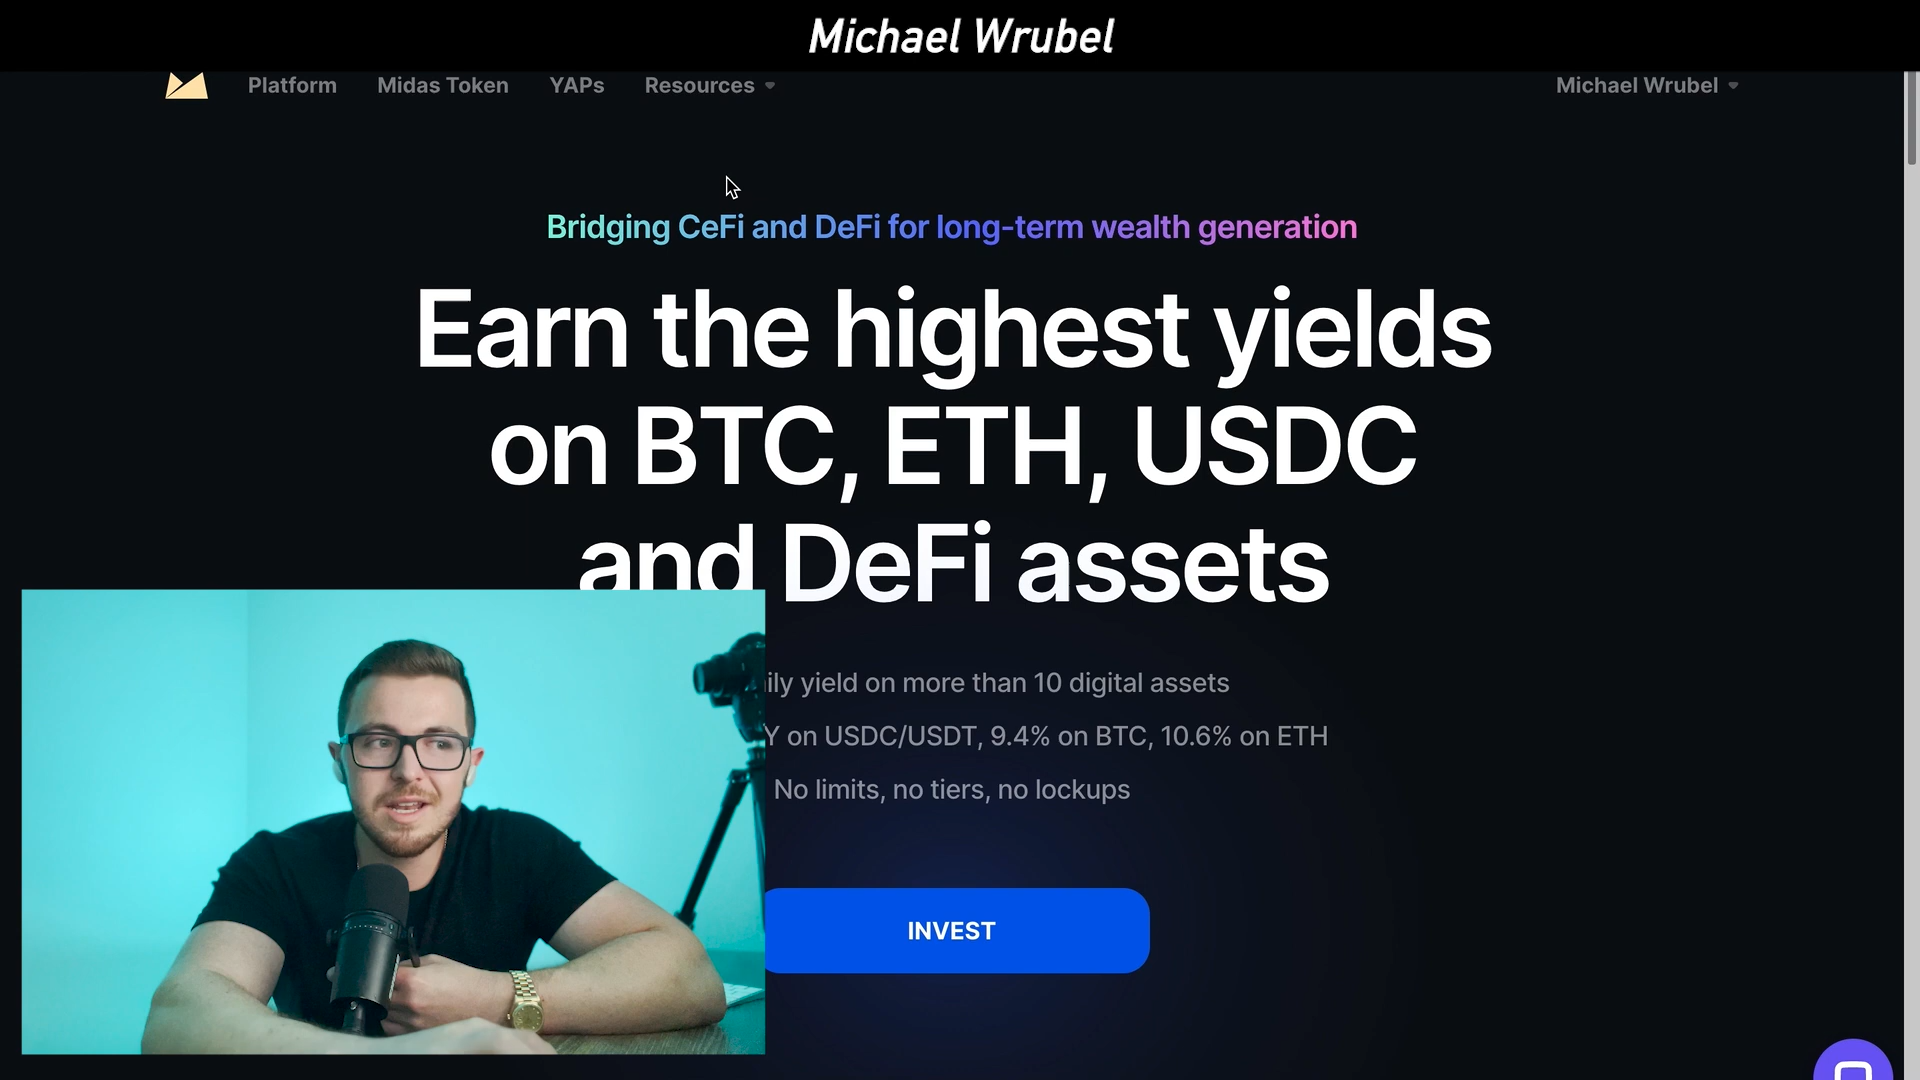 Michael Wrubel
Platform Midas Token YAPs Resources Michael Wrubel
Bridging CeFi and DeFi for long-term wealth generation
Earn the highest yields
on BTC, ETH, USDC
and DeFi assets
yield on more than 10 digital assets
on USDC/USDT, 9.4% on BTC, 10.6% on ETH
No limits, no tiers, no lockups
INVEST